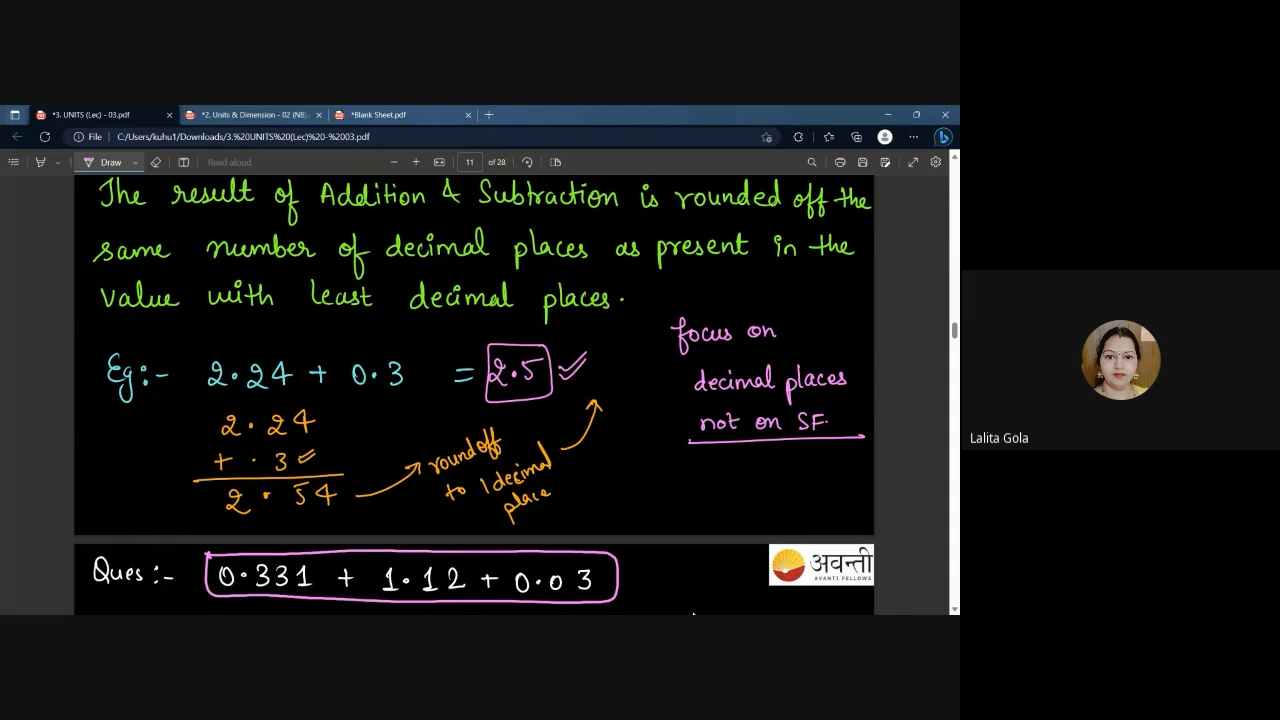 *3. UNITS (Lec) - 03.pdf
*2. Units & Dimension - 02 (NB).
*Blank Sheet.pdf
File
C:/Users/kuhu1/Downloads/3.%20UNITS%20(Lec)%20-%2003.pdf
Draw
Read aloud
11 of 28
The result of Addition & Subtraction is rounded off the
same number of decimal places as present in the
value with least decimal places.
Eg:- 2.24 + 0.3 = 2.5
focus on
decimal places
not on SF.
2.24
+ .3
2.54
roundoff
to 1 decimal
place
Ques:- 0.331 + 1.12 + 0.03
अवन्ती
AVANTI FELLOWS
Lalita Gola